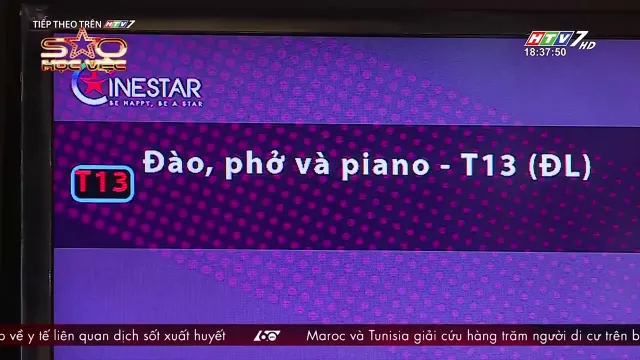 TIẾP THEO TRÊN HTV7
SAO
HỌC VIỆC
HTV7 HD
18:37:50
CINESTAR
BE HAPPY, BE A STAR
T13
Đào, phở và piano - T13 (ĐL)
về y tế liên quan dịch sốt xuất huyết 60 Maroc và Tunisia giải cứu hàng trăm người di cư trên b